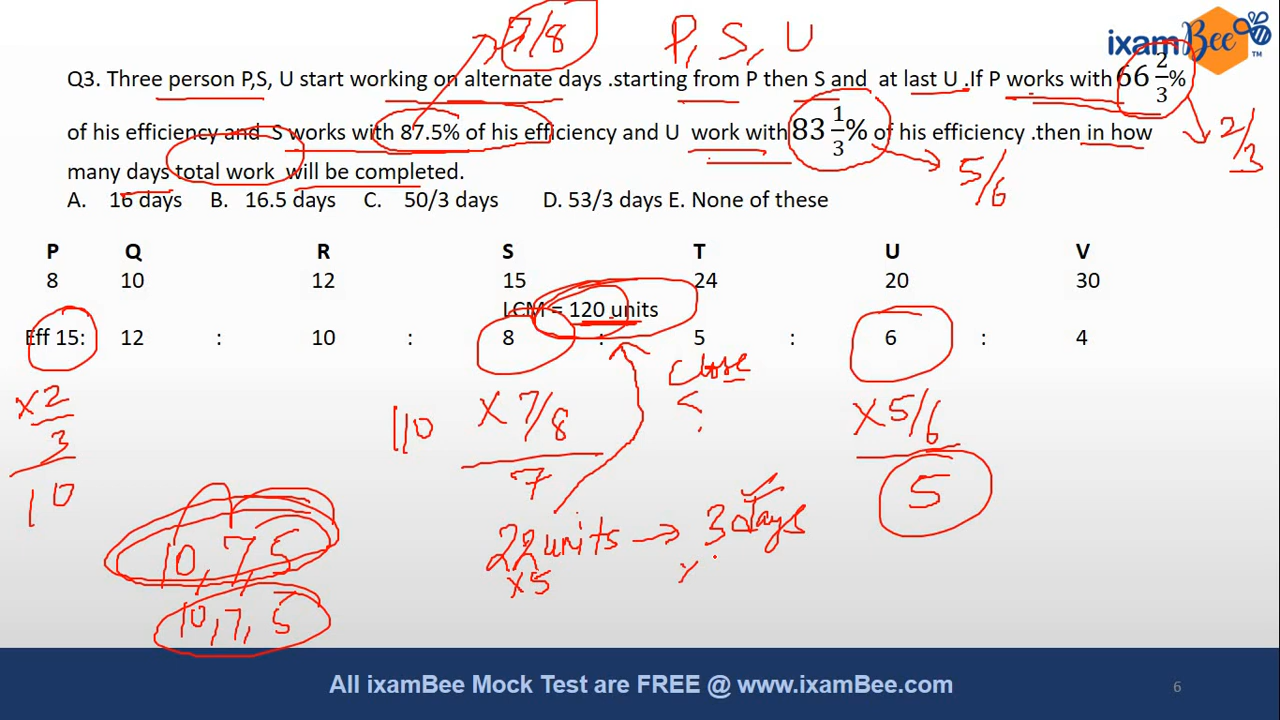 7/8 P, S, U
ixamBee
Q3. Three person P,S, U start working on alternate days .starting from P then S and at last U .If P works with 66 2/3 %
of his efficiency and S works with 87.5% of his efficiency and U work with 83 1/3 % of his efficiency .then in how
2/3
many days total work will be completed.
5/6
A. 16 days B. 16.5 days C. 50/3 days D. 53/3 days E. None of these
P Q R S T U V
8 10 12 15 24 20 30
LCM = 120 units
Eff 15: 12 : 10 : 8 : 5 : 6 : 4
Close
<
×2/3 110 ×7/8 ×5/6
10 7 5
22 units → 3 days
10, 7, 5 ×5 ×
10, 7, 5
All ixamBee Mock Test are FREE @ www.ixamBee.com
6